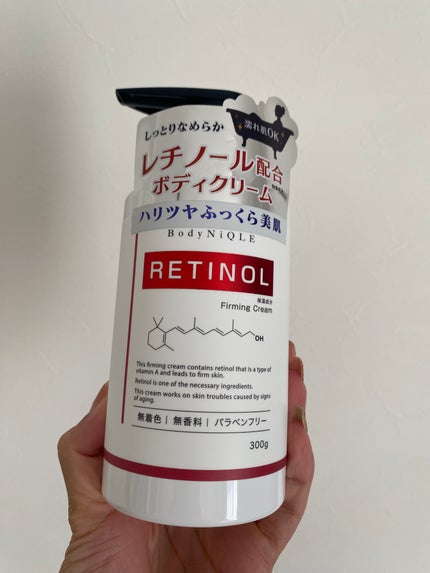 濡れ肌OK
しっとりなめらか
レチノール配合
ボディクリーム
ハリツヤふっくら美肌
BodyNiQLE
RETINOL
保湿成分
Firming Cream
OH
This firming cream contains retinol that is a type of
vitamin A and leads to firm skin.
Retinol is one of the necessary ingredients.
This cream works on skin troubles caused by signs
of aging.
無着色 | 無香料 | パラベンフリー
300g